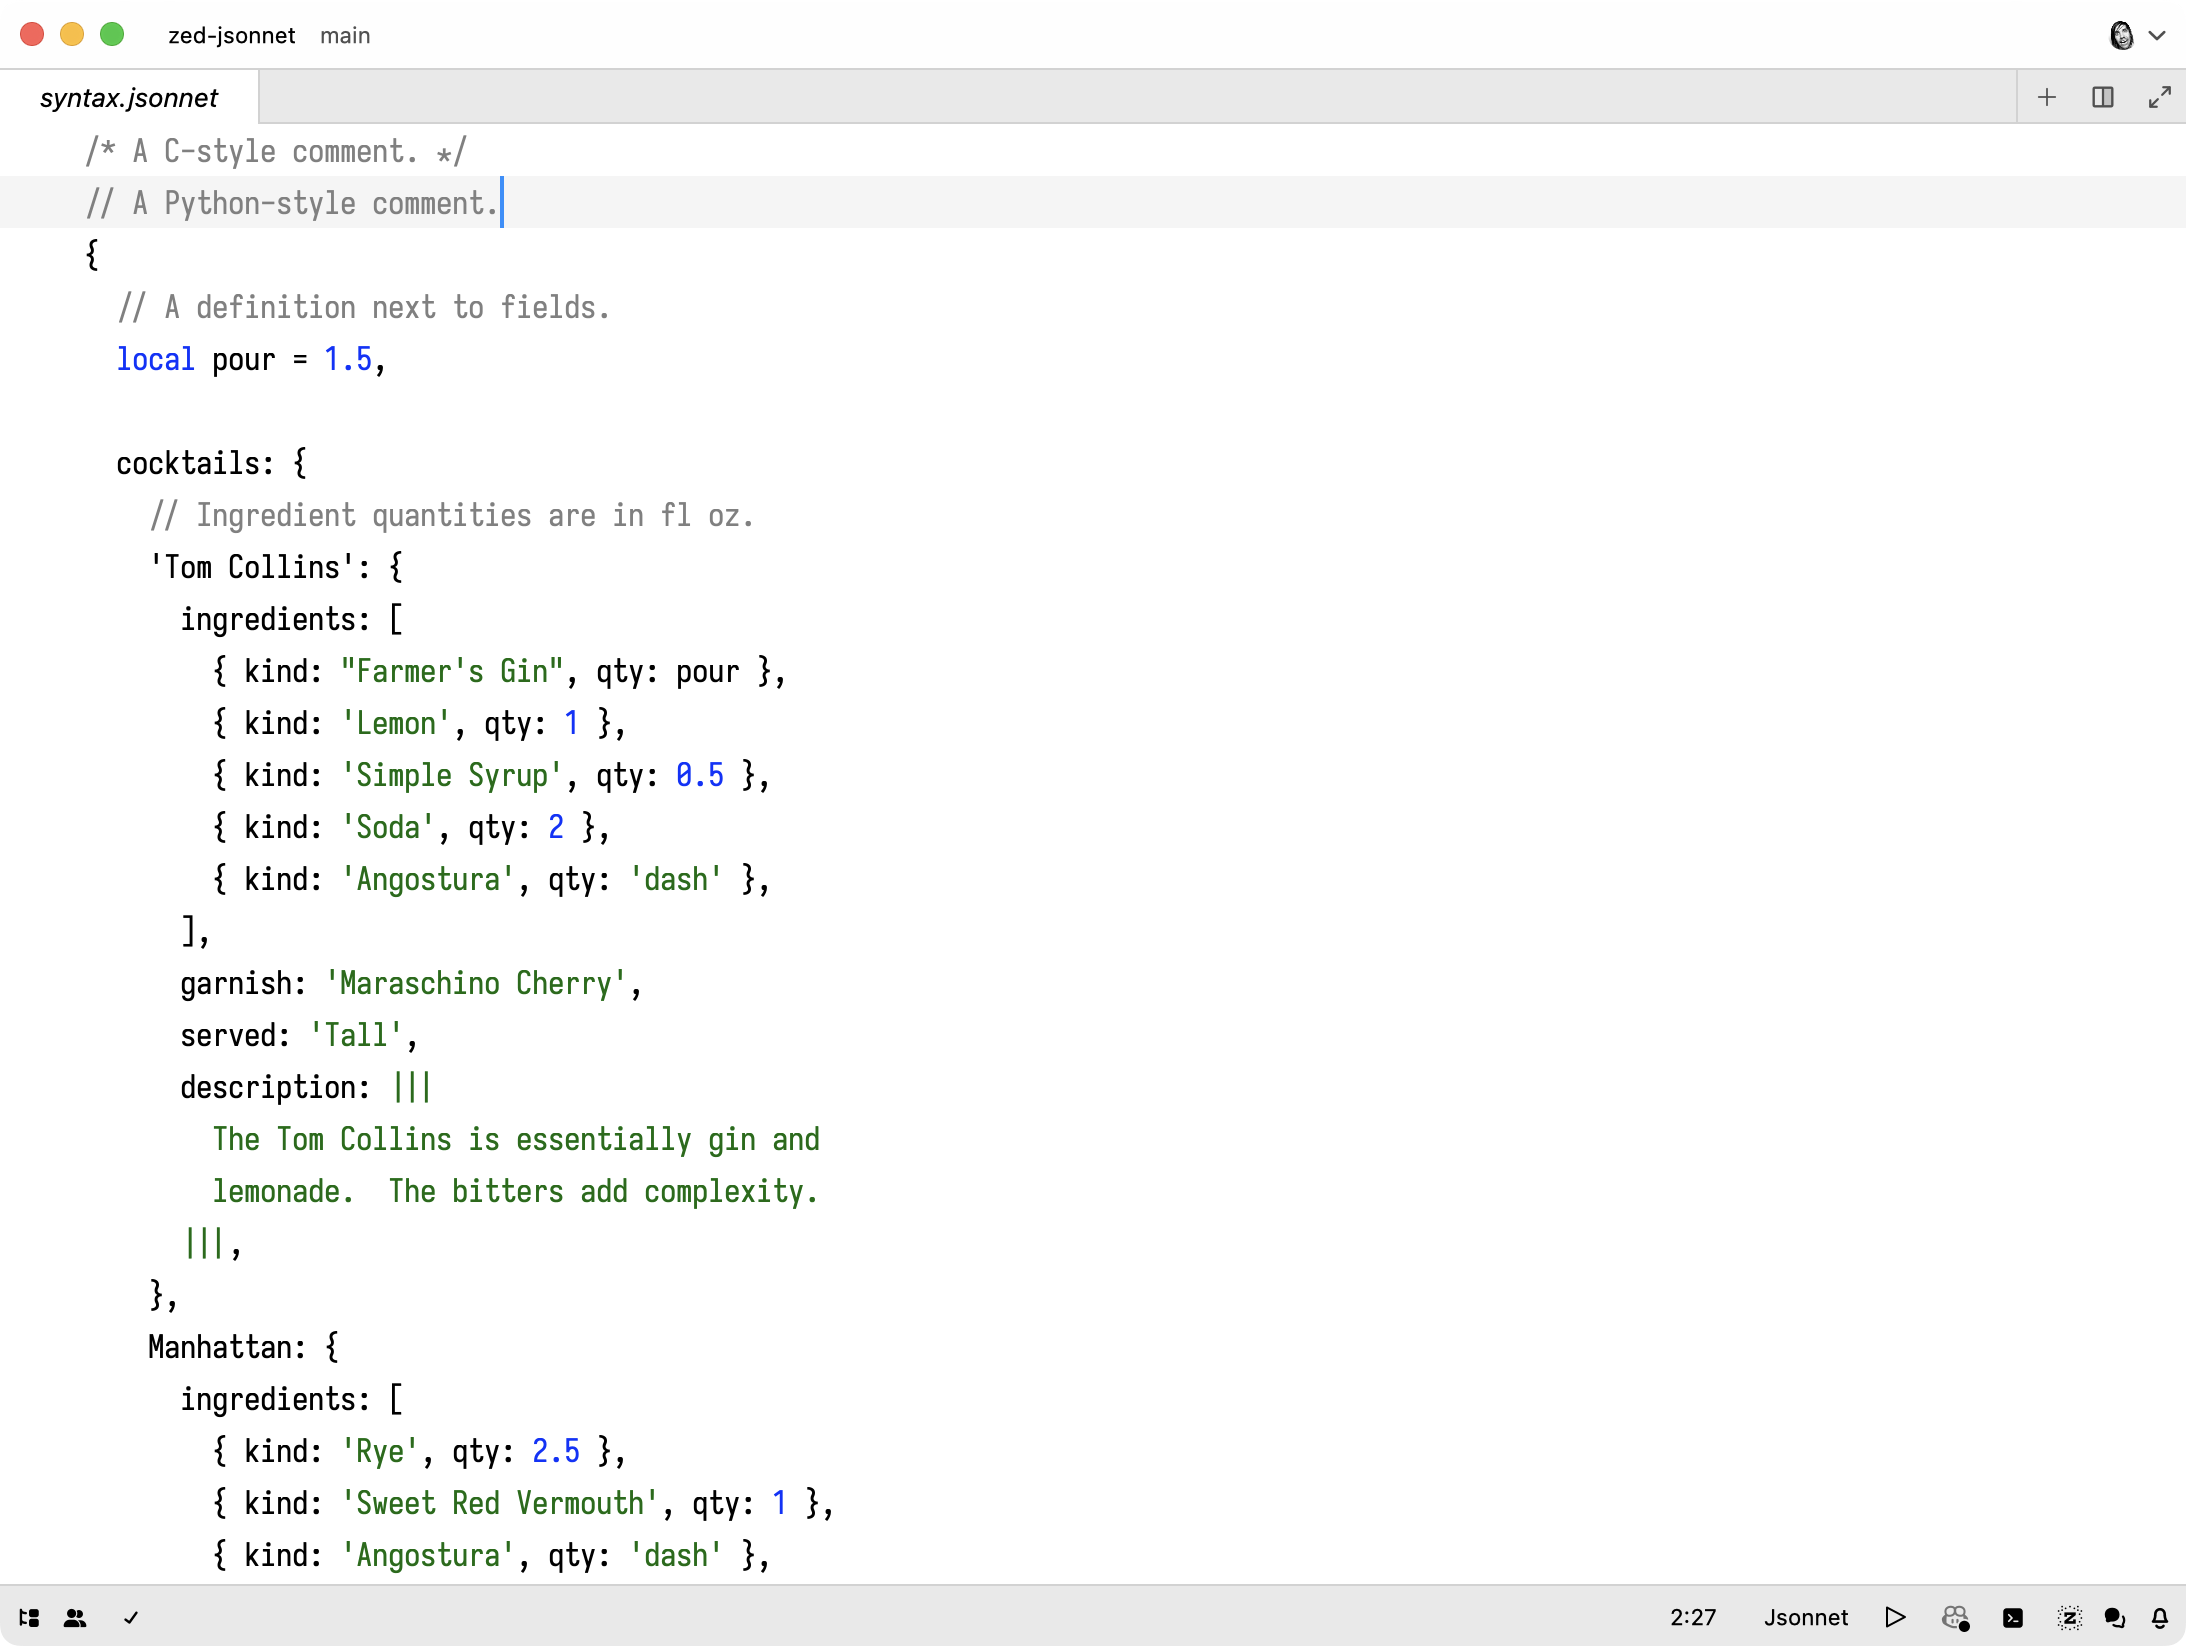 zed-jsonnet main
syntax.jsonnet
/* A C-style comment. */
// A Python-style comment.
{
  // A definition next to fields.
  local pour = 1.5,

  cocktails: {
    // Ingredient quantities are in fl oz.
    'Tom Collins': {
      ingredients: [
        { kind: "Farmer's Gin", qty: pour },
        { kind: 'Lemon', qty: 1 },
        { kind: 'Simple Syrup', qty: 0.5 },
        { kind: 'Soda', qty: 2 },
        { kind: 'Angostura', qty: 'dash' },
      ],
      garnish: 'Maraschino Cherry',
      served: 'Tall',
      description: |||
        The Tom Collins is essentially gin and
        lemonade.  The bitters add complexity.
      |||,
    },
    Manhattan: {
      ingredients: [
        { kind: 'Rye', qty: 2.5 },
        { kind: 'Sweet Red Vermouth', qty: 1 },
        { kind: 'Angostura', qty: 'dash' },
2:27 Jsonnet